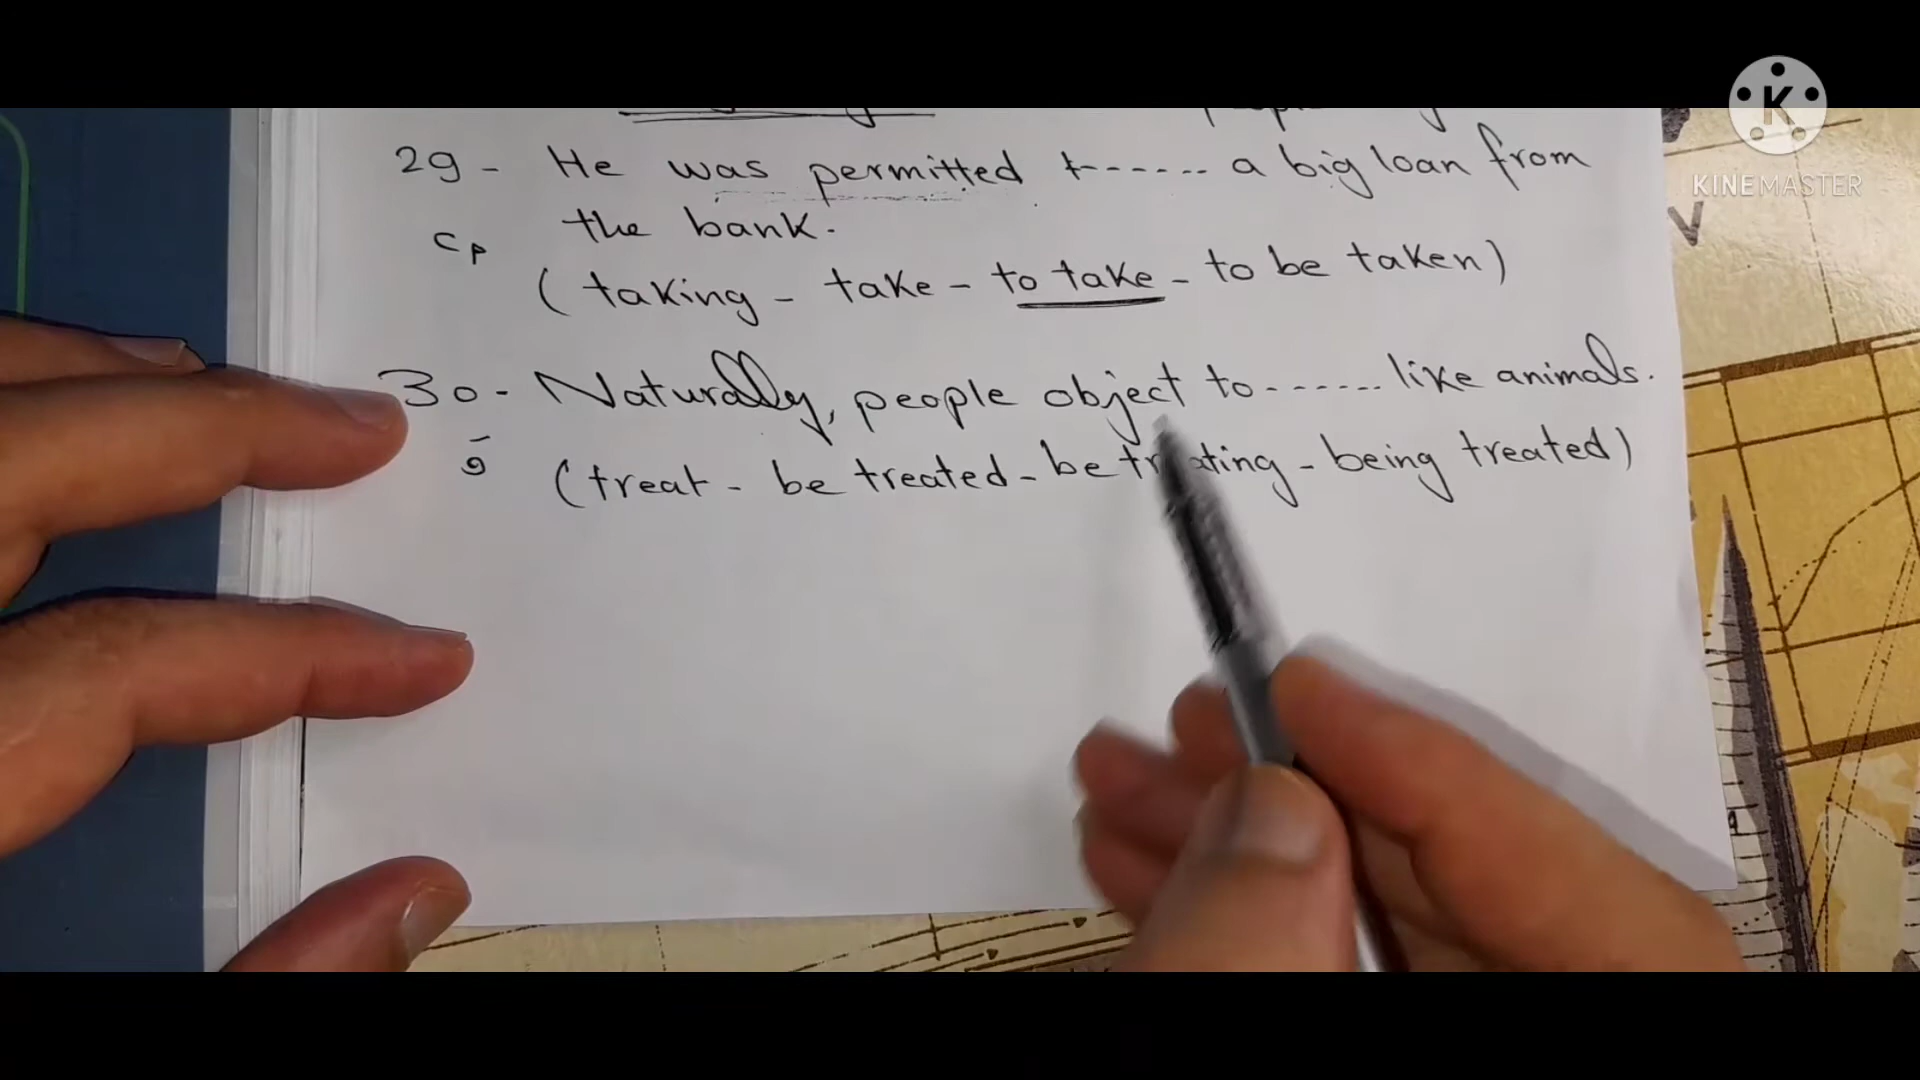 K
KINEMASTER
29- He was permitted t------ a big loan from
the bank.
(taking - take - to take - to be taken)
30- Naturally, people object to------ like animals.
(treat - be treated - be treating - being treated)